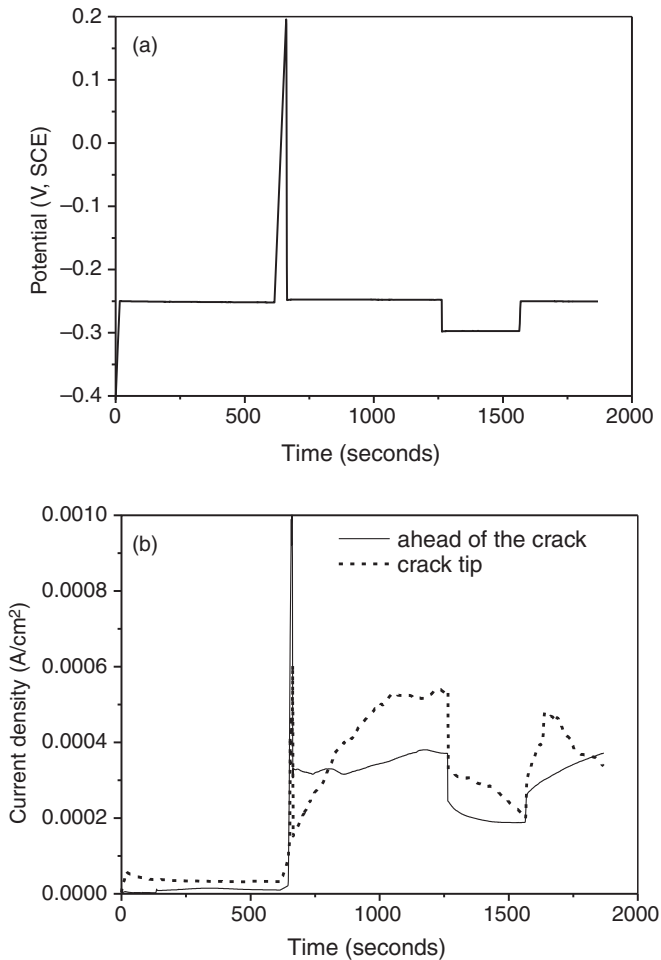 (a)
Potential (V, SCE)
0.2
0.1
0.0
−0.1
−0.2
−0.3
−0.4
0 500 1000 1500 2000
Time (seconds)
(b)
ahead of the crack
crack tip
Current density (A/cm²)
0.0010
0.0008
0.0006
0.0004
0.0002
0.0000
0 500 1000 1500 2000
Time (seconds)